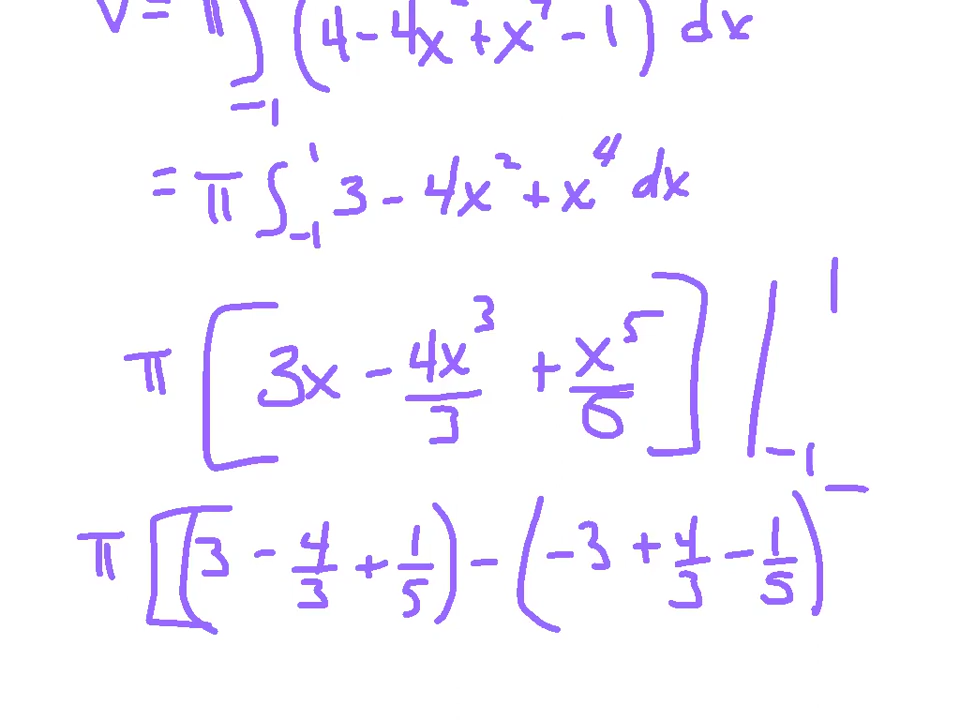 V = π ∫₋₁ (4 - 4x² + x⁴ - 1) dx
= π ∫₋₁¹ 3 - 4x² + x⁴ dx
π [3x - 4x³/3 + x⁵/5] |₋₁¹
π [(3 - 4/3 + 1/5) - (-3 + 4/3 - 1/5)